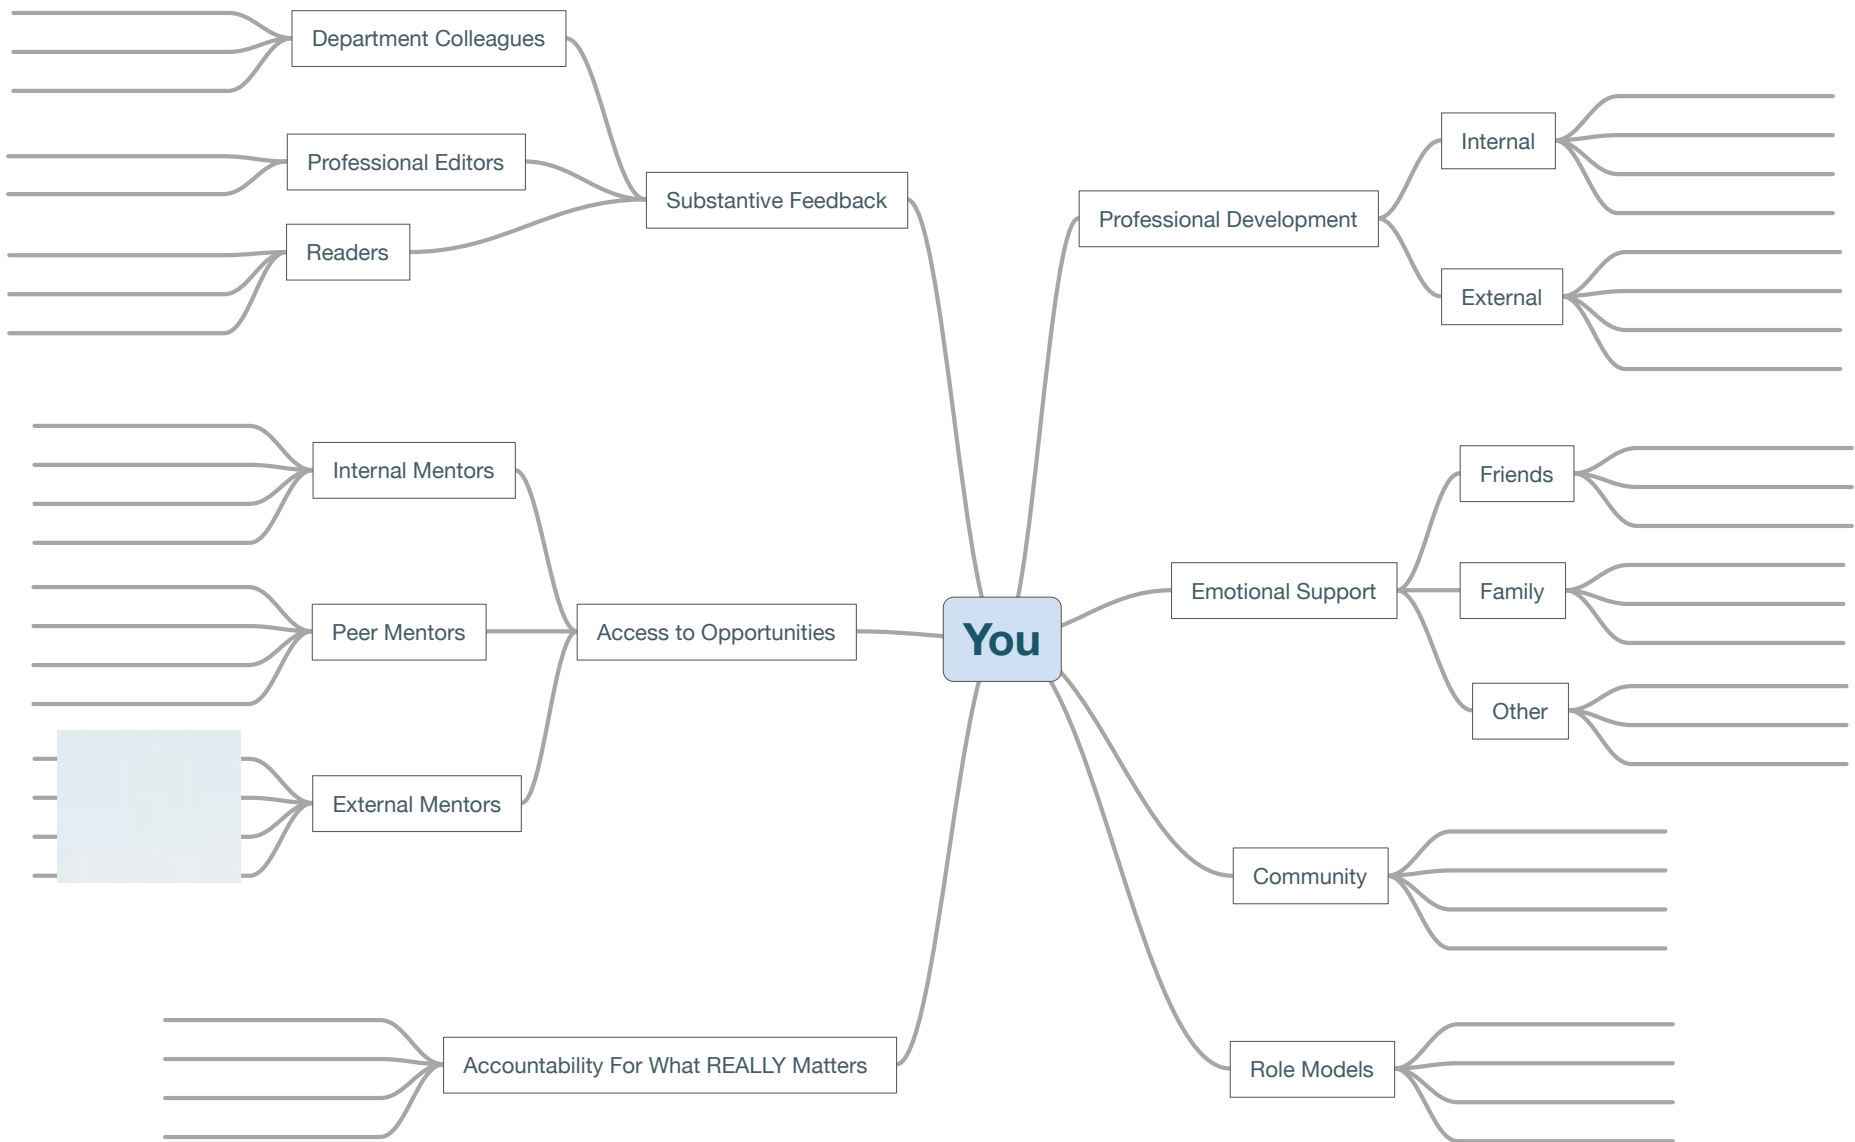 Department Colleagues
Professional Editors
Readers
Substantive Feedback
Professional Development
Internal
External
Internal Mentors
Peer Mentors
External Mentors
Access to Opportunities
You
Emotional Support
Friends
Family
Other
Community
Accountability For What REALLY Matters
Role Models